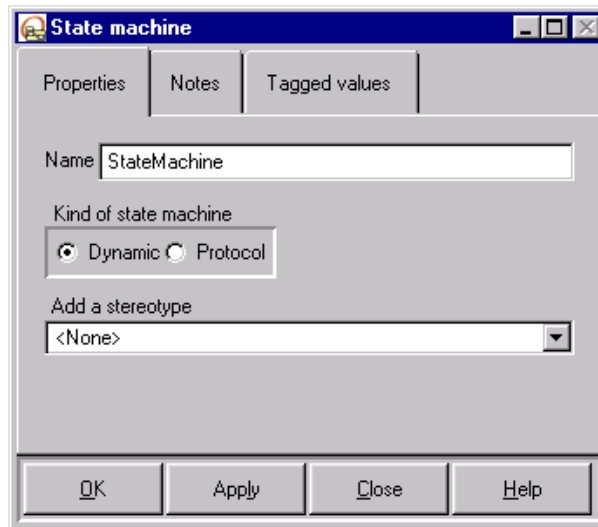 State machine
Properties Notes Tagged values
Name StateMachine
Kind of state machine
Dynamic Protocol
Add a stereotype
<None>
OK Apply Close Help